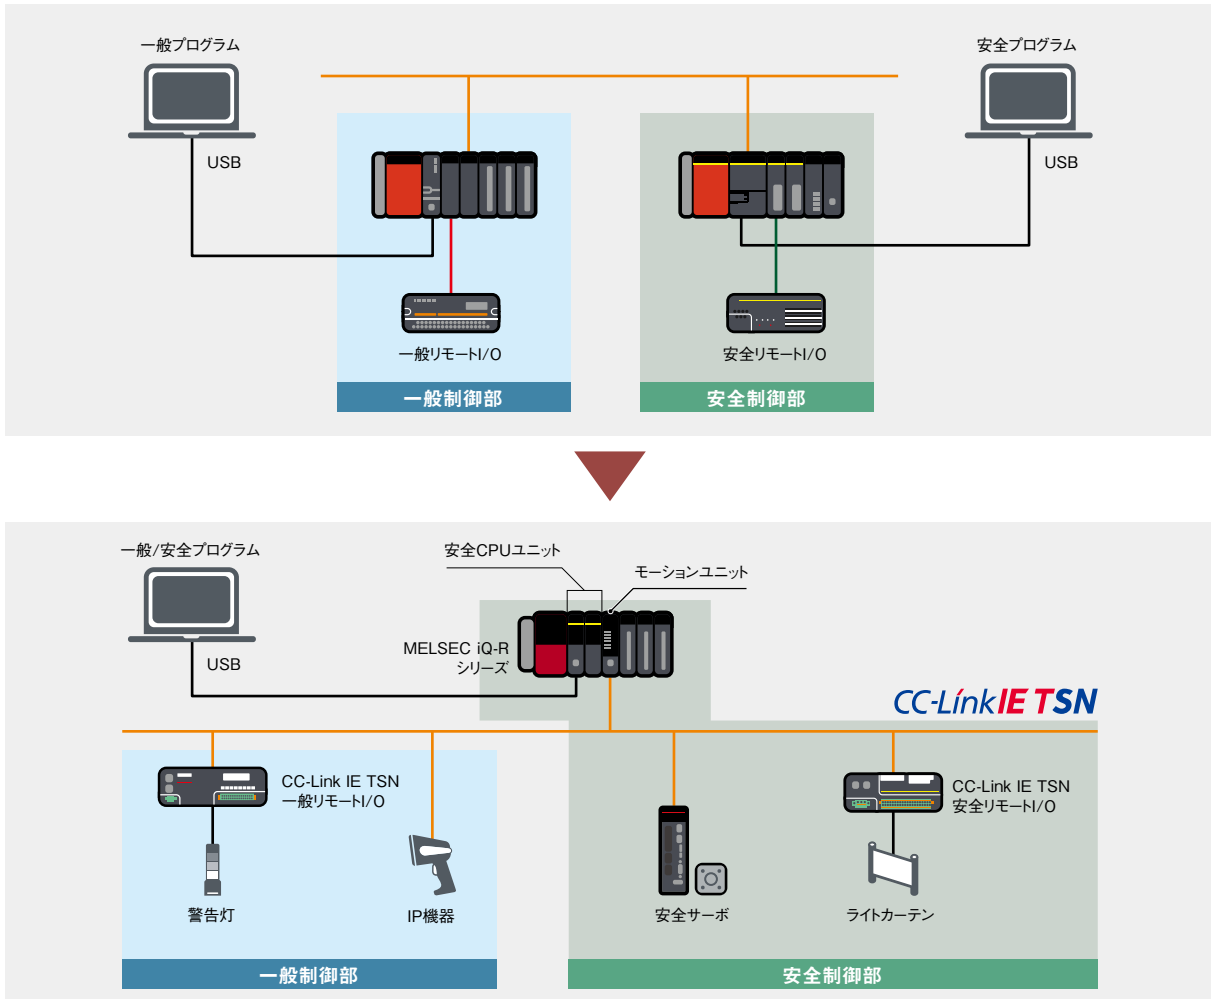 一般プログラム
安全プログラム
USB
USB
一般リモートI/O
安全リモートI/O
一般制御部
安全制御部
一般/安全プログラム
安全CPUユニット
モーションユニット
MELSEC iQ-R
シリーズ
USB
CC-Link IE TSN
CC-Link IE TSN
一般リモートI/O
CC-Link IE TSN
安全リモートI/O
警告灯
IP機器
安全サーボ
ライトカーテン
一般制御部
安全制御部